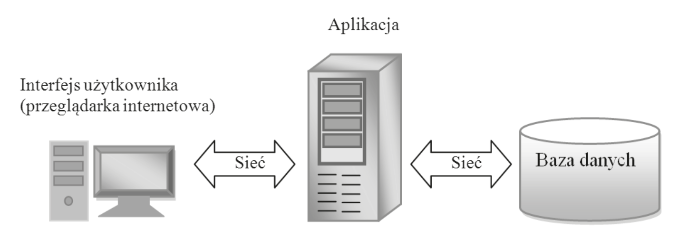 Aplikacja
Interfejs użytkownika
(przeglądarka internetowa)
Sieć
Sieć
Baza danych